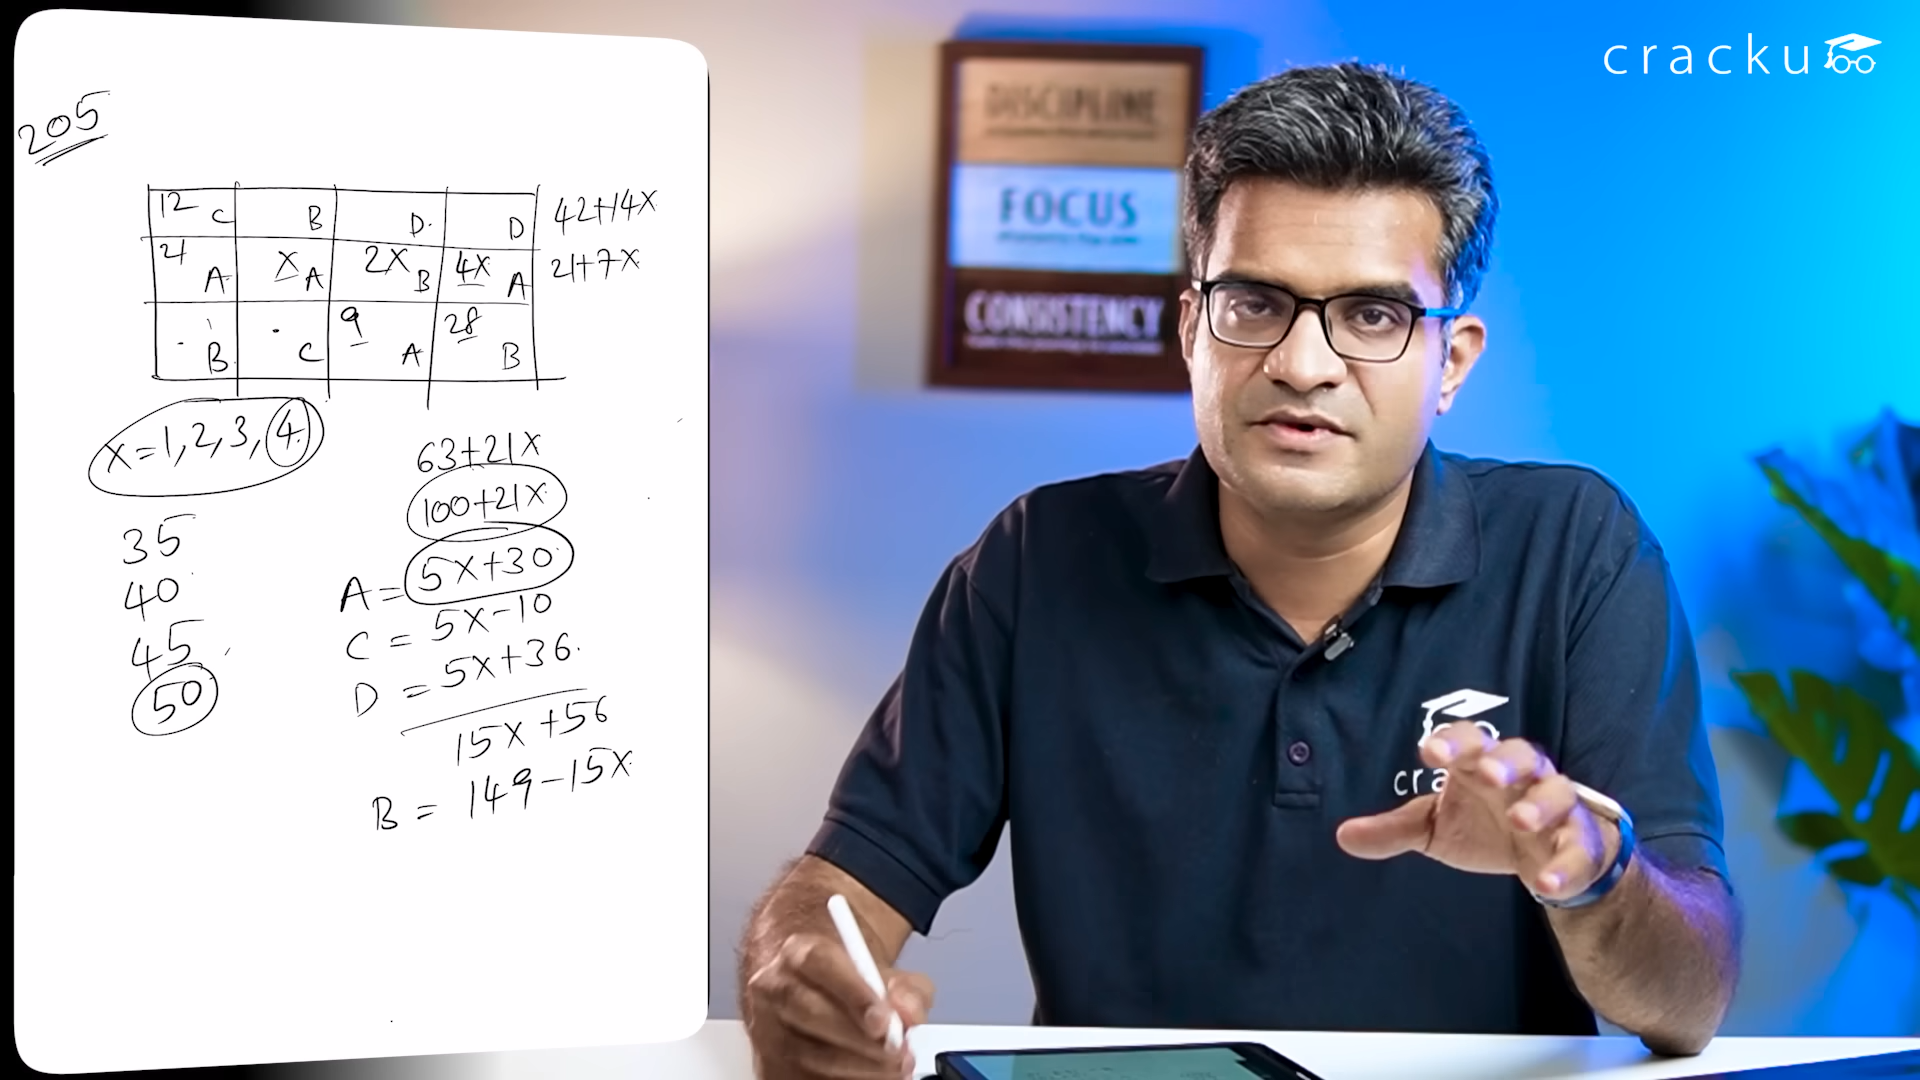 205
12 C B D. D 42+14x
21 A. x A 2x B 4x A 21+7x
B. C 9 A 28 B
x=1,2,3,4.
63+21x
100+21x.
35
40
45
50
A = 5x+30.
C = 5x-10
D = 5x+36.
15x+56
B = 149-15x.
DISCIPLINE
FOCUS
CONSISTENCY
cracku
cra